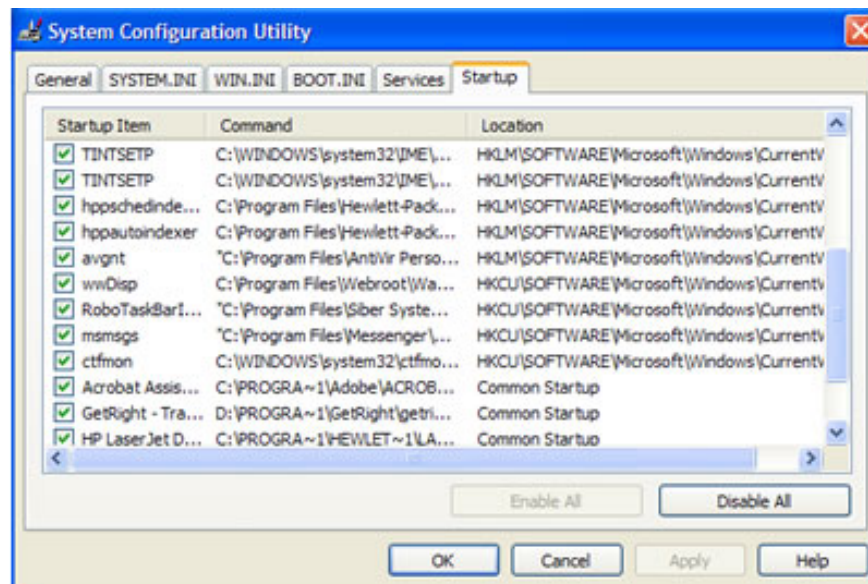 System Configuration Utility
General SYSTEM.INI WIN.INI BOOT.INI Services Startup
Startup Item Command Location
TINTSETP C:\WINDOWS\system32\IME\... HKLM\SOFTWARE\Microsoft\Windows\CurrentV
TINTSETP C:\WINDOWS\system32\IME\... HKLM\SOFTWARE\Microsoft\Windows\CurrentV
hppschedinde... C:\Program Files\Hewlett-Pack... HKLM\SOFTWARE\Microsoft\Windows\CurrentV
hppautoindexer C:\Program Files\Hewlett-Pack... HKLM\SOFTWARE\Microsoft\Windows\CurrentV
avgnt "C:\Program Files\AntiVir Perso... HKLM\SOFTWARE\Microsoft\Windows\CurrentV
wwDisp C:\Program Files\Webroot\Wa... HKCU\SOFTWARE\Microsoft\Windows\CurrentV
RoboTaskBarI... "C:\Program Files\Siber Syste... HKCU\SOFTWARE\Microsoft\Windows\CurrentV
msmsgs "C:\Program Files\Messenger\... HKCU\SOFTWARE\Microsoft\Windows\CurrentV
ctfmon C:\WINDOWS\system32\ctfmo... HKCU\SOFTWARE\Microsoft\Windows\CurrentV
Acrobat Assis... C:\PROGRA~1\Adobe\ACROB... Common Startup
GetRight - Tra... D:\PROGRA~1\GetRight\getri... Common Startup
HP LaserJet D... C:\PROGRA~1\HEWLET~1\LA... Common Startup
Enable All Disable All
OK Cancel Apply Help